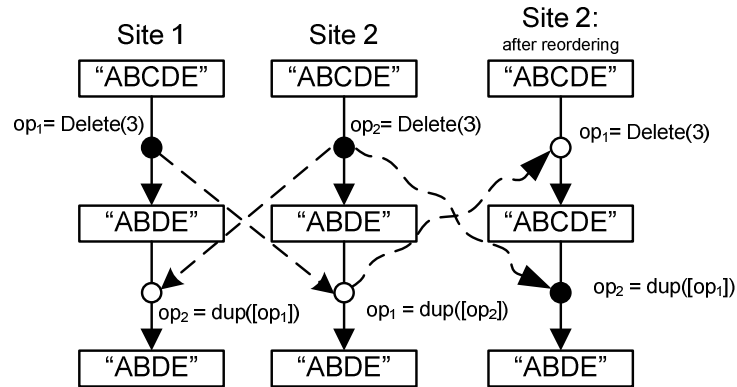 Site 1
Site 2
Site 2:
after reordering
"ABCDE"
"ABCDE"
"ABCDE"
op₁= Delete(3)
op₂= Delete(3)
op₁= Delete(3)
"ABDE"
"ABDE"
"ABCDE"
op₂ = dup([op₁])
op₁ = dup([op₂])
op₂ = dup([op₁])
"ABDE"
"ABDE"
"ABDE"